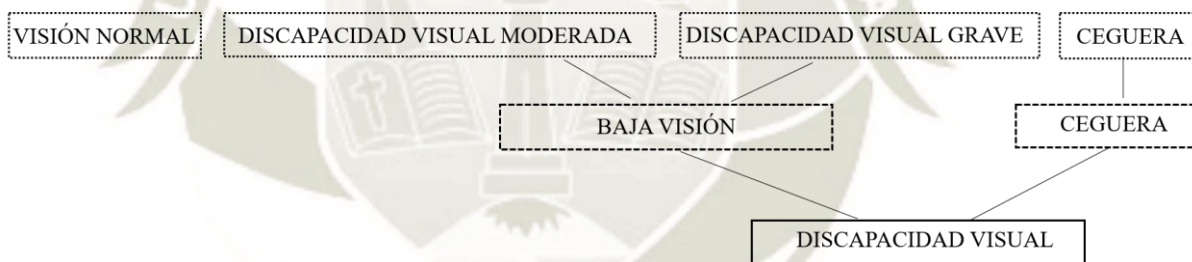 VISIÓN NORMAL DISCAPACIDAD VISUAL MODERADA DISCAPACIDAD VISUAL GRAVE CEGUERA
BAJA VISIÓN CEGUERA
DISCAPACIDAD VISUAL